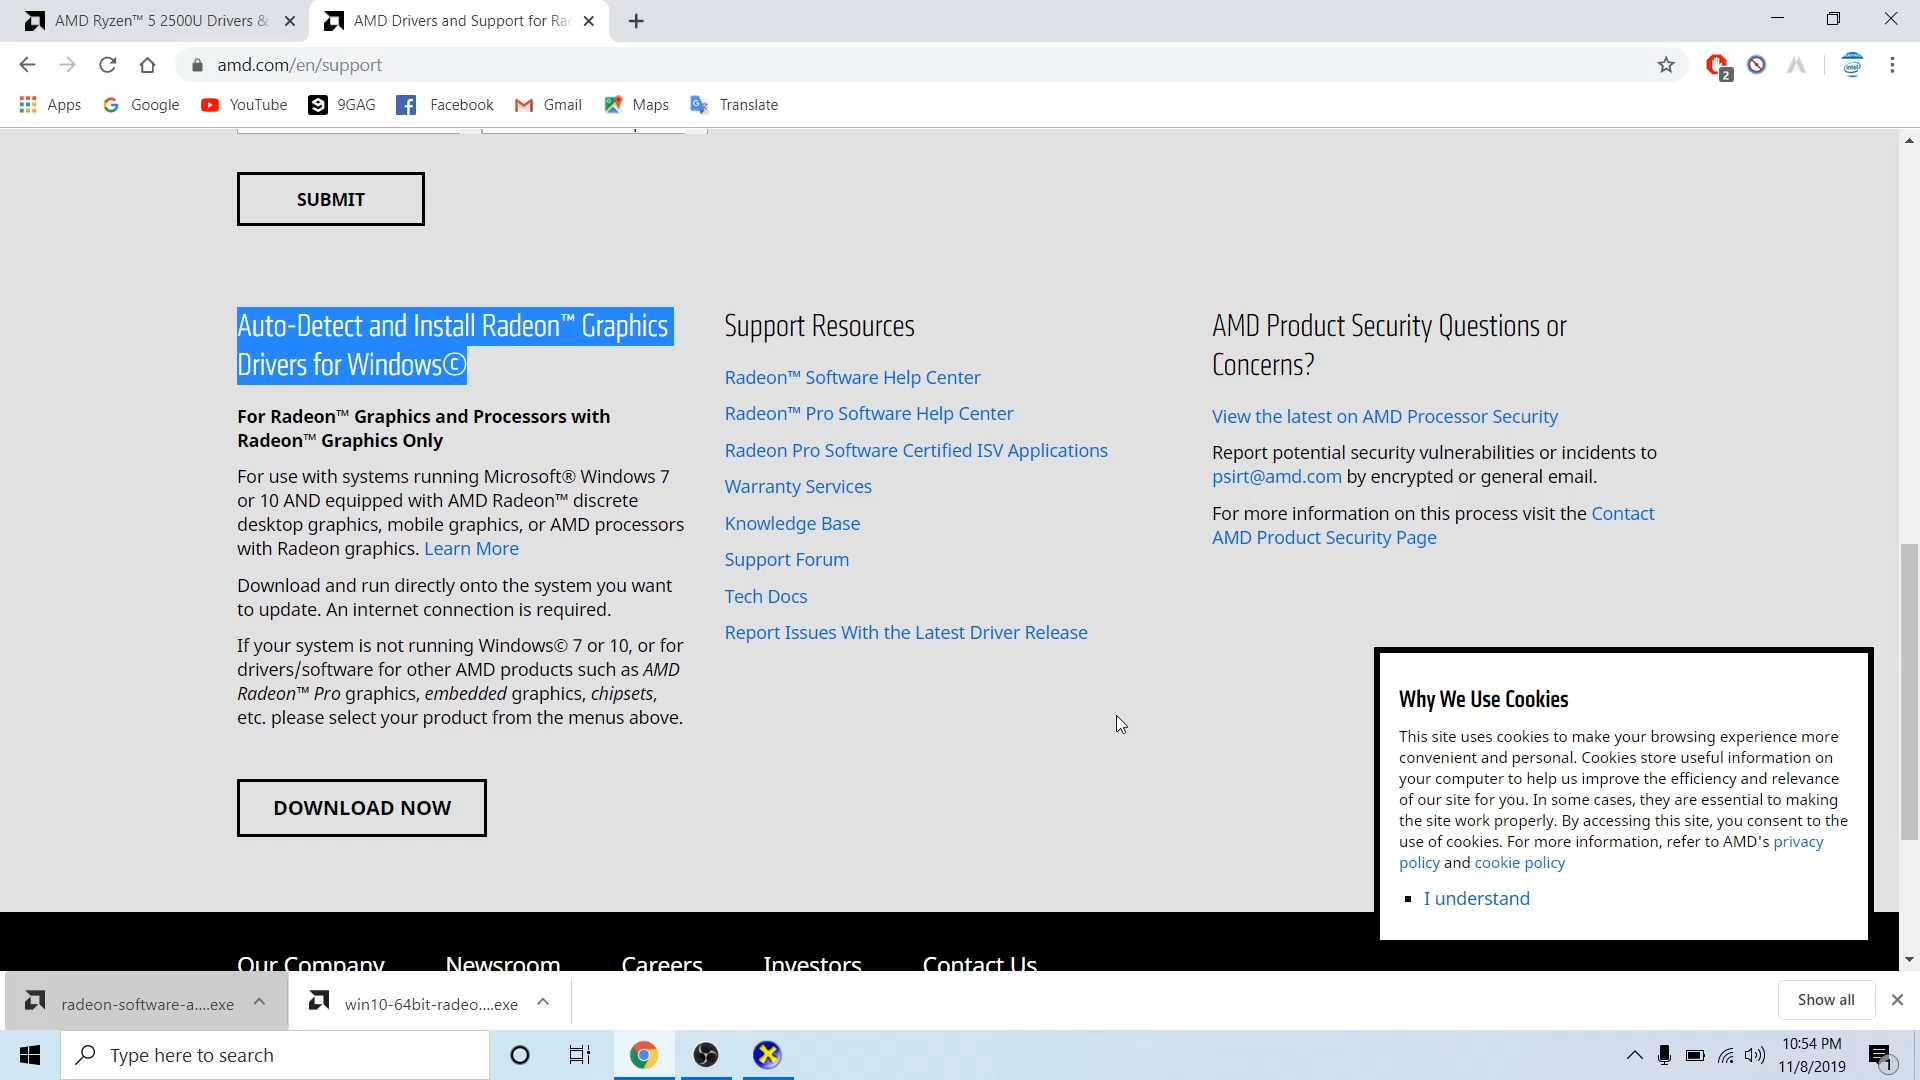 AMD Ryzen™ 5 2500U Drivers &
AMD Drivers and Support for Ra
amd.com/en/support
2
intel
Apps
Google
YouTube
9GAG
Facebook
Gmail
Maps
Translate
SUBMIT
Auto-Detect and Install Radeon™ Graphics
Drivers for Windows©
For Radeon™ Graphics and Processors with
Radeon™ Graphics Only
For use with systems running Microsoft® Windows 7
or 10 AND equipped with AMD Radeon™ discrete
desktop graphics, mobile graphics, or AMD processors
with Radeon graphics. Learn More
Download and run directly onto the system you want
to update. An internet connection is required.
If your system is not running Windows© 7 or 10, or for
drivers/software for other AMD products such as AMD
Radeon™ Pro graphics, embedded graphics, chipsets,
etc. please select your product from the menus above.
DOWNLOAD NOW
Support Resources
Radeon™ Software Help Center
Radeon™ Pro Software Help Center
Radeon Pro Software Certified ISV Applications
Warranty Services
Knowledge Base
Support Forum
Tech Docs
Report Issues With the Latest Driver Release
AMD Product Security Questions or
Concerns?
View the latest on AMD Processor Security
Report potential security vulnerabilities or incidents to
psirt@amd.com by encrypted or general email.
For more information on this process visit the Contact
AMD Product Security Page
Why We Use Cookies
This site uses cookies to make your browsing experience more
convenient and personal. Cookies store useful information on
your computer to help us improve the efficiency and relevance
of our site for you. In some cases, they are essential to making
the site work properly. By accessing this site, you consent to the
use of cookies. For more information, refer to AMD's privacy
policy and cookie policy
I understand
Our Company
Newsroom
Careers
Investors
Contact Us
radeon-software-a....exe
win10-64bit-radeo....exe
Show all
Type here to search
10:54 PM
11/8/2019
1